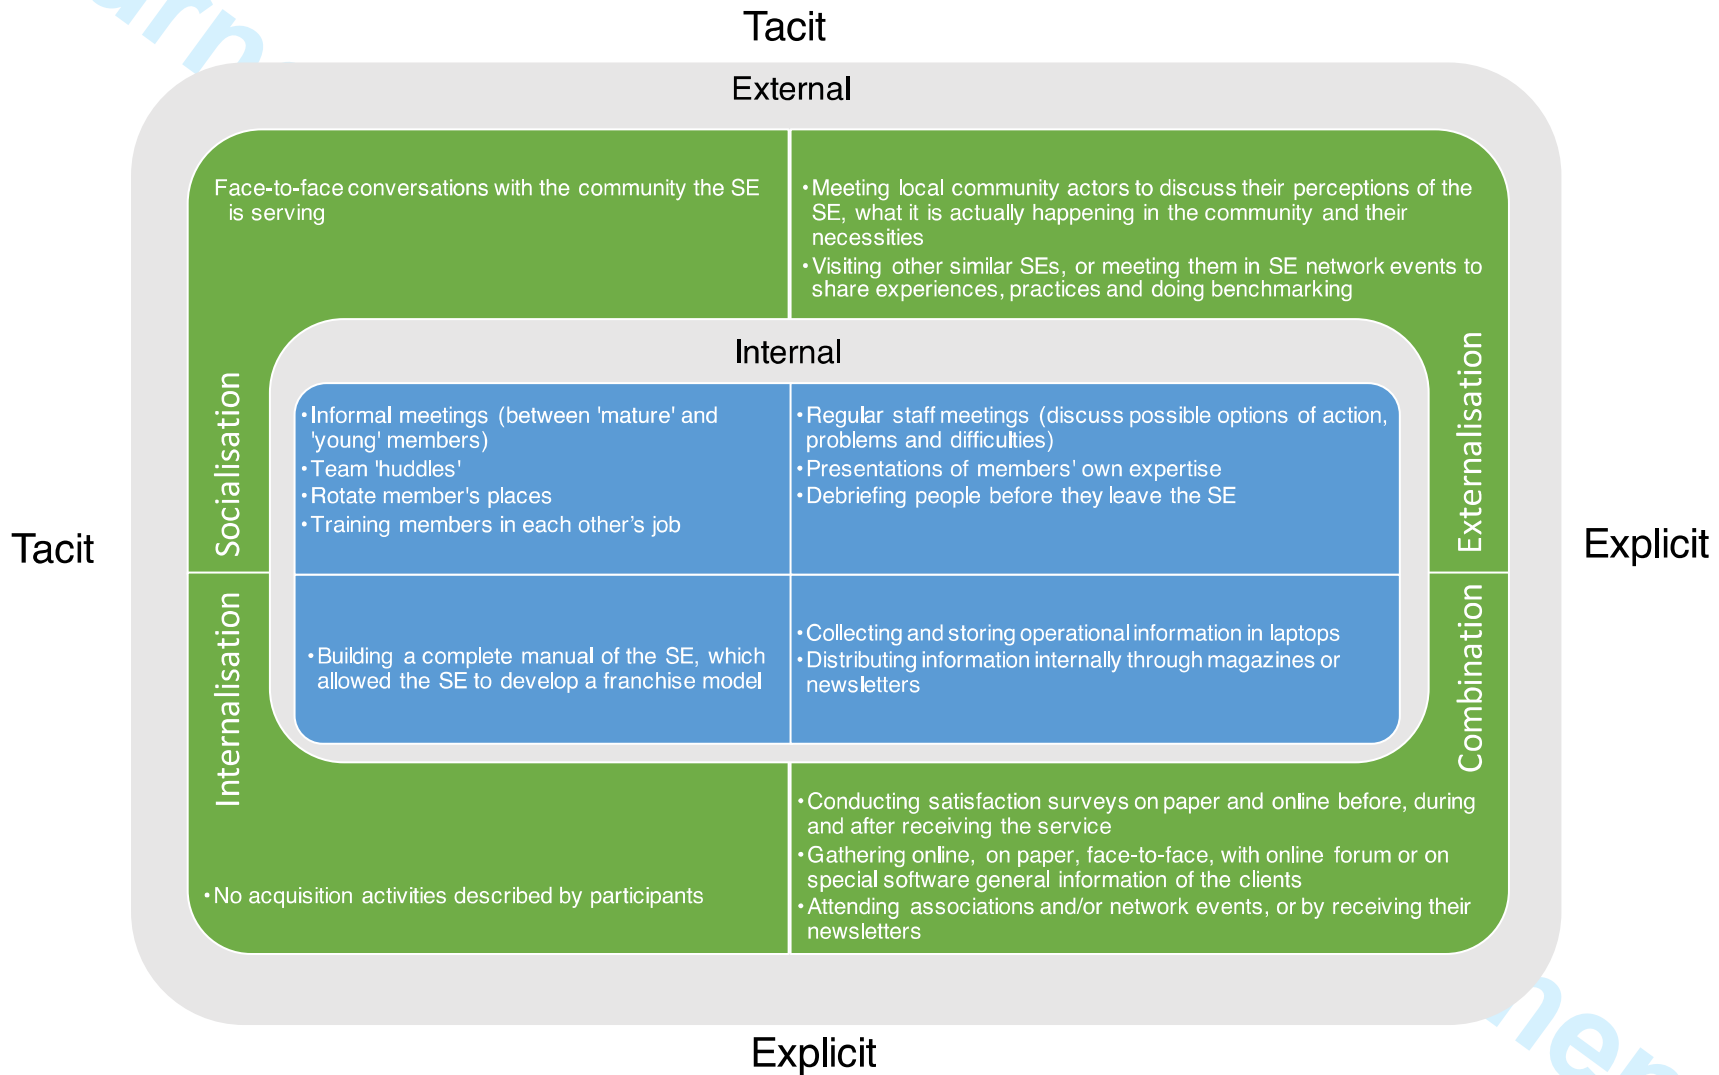 Tacit
External
Face-to-face conversations with the community the SE
is serving
•Meeting local community actors to discuss their perceptions of the
SE, what it is actually happening in the community and their
necessities
•Visiting other similar SEs, or meeting them in SE network events to
share experiences, practices and doing benchmarking
Socialisation
Externalisation
Internal
•Informal meetings (between 'mature' and
'young' members)
•Team 'huddles'
•Rotate member's places
•Training members in each other’s job
•Regular staff meetings (discuss possible options of action,
problems and difficulties)
•Presentations of members' own expertise
•Debriefing people before they leave the SE
Tacit
Explicit
Internalisation
Combination
•Building a complete manual of the SE, which
allowed the SE to develop a franchise model
•Collecting and storing operational information in laptops
•Distributing information internally through magazines or
newsletters
•No acquisition activities described by participants
•Conducting satisfaction surveys on paper and online before, during
and after receiving the service
•Gathering online, on paper, face-to-face, with online forum or on
special software general information of the clients
•Attending associations and/or network events, or by receiving their
newsletters
Explicit